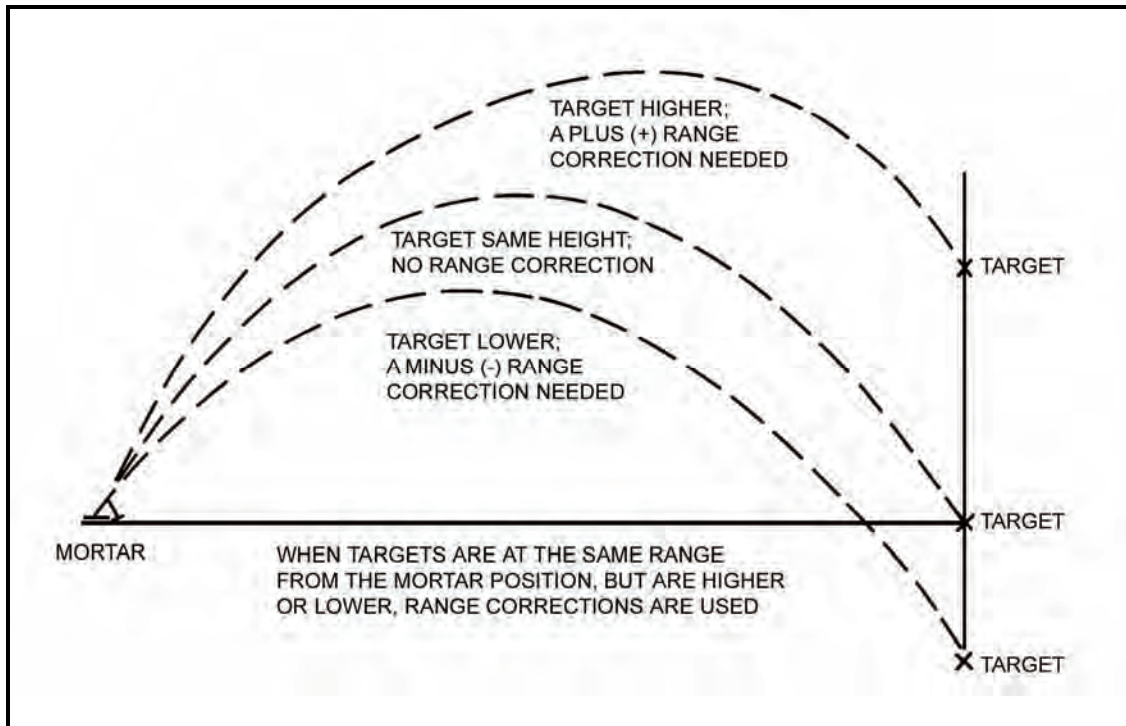 TARGET HIGHER;
A PLUS (+) RANGE
CORRECTION NEEDED
TARGET SAME HEIGHT;
NO RANGE CORRECTION
TARGET
TARGET LOWER;
A MINUS (-) RANGE
CORRECTION NEEDED
TARGET
MORTAR
WHEN TARGETS ARE AT THE SAME RANGE
FROM THE MORTAR POSITION, BUT ARE HIGHER
OR LOWER, RANGE CORRECTIONS ARE USED
TARGET